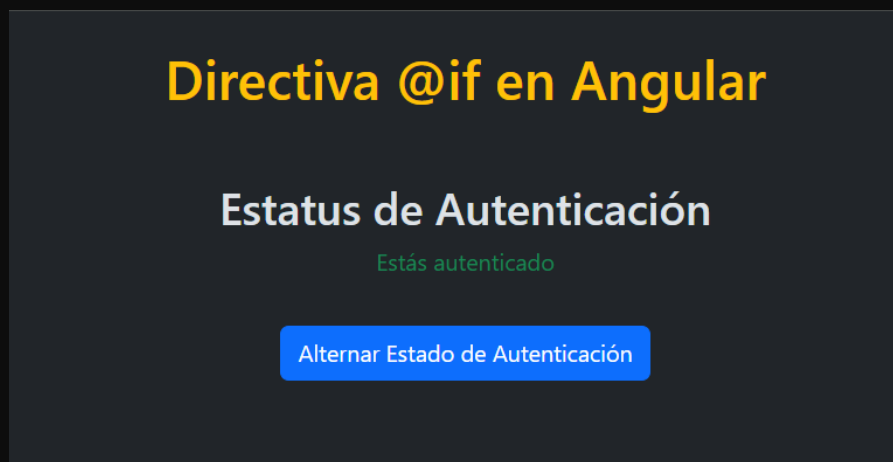 Directiva @if en Angular
Estatus de Autenticación
Estás autenticado
Alternar Estado de Autenticación